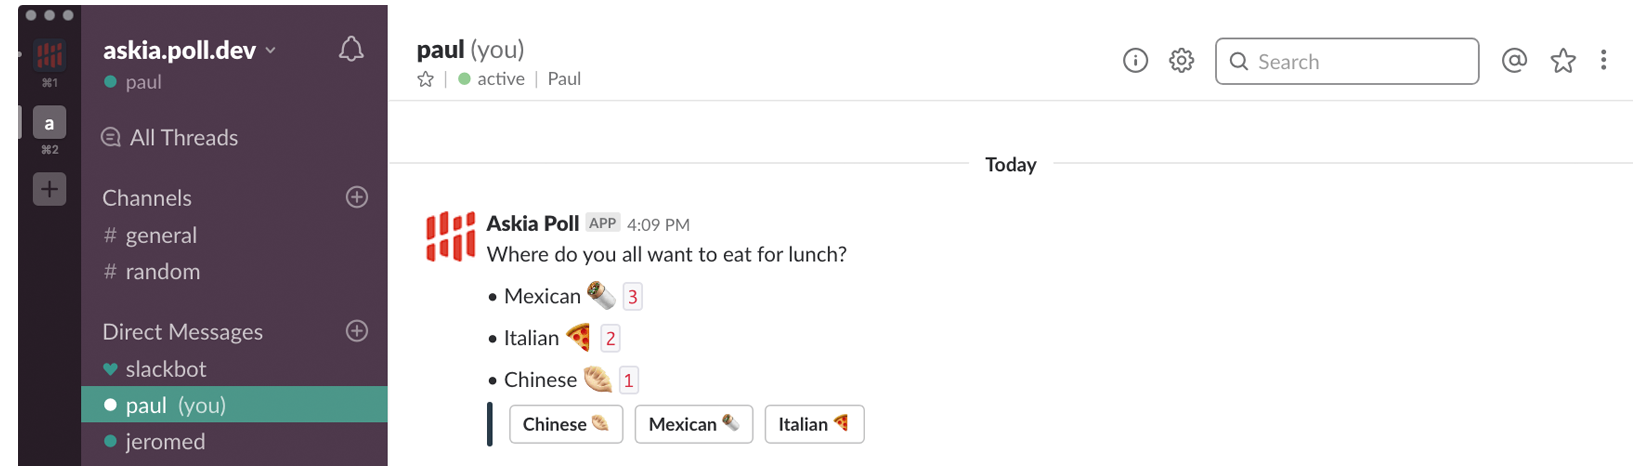 ⌘1
a
⌘2
askia.poll.dev
paul
All Threads
Channels
# general
# random
Direct Messages
slackbot
paul (you)
jeromed
paul (you)
active | Paul
Search
Today
Askia Poll APP 4:09 PM
Where do you all want to eat for lunch?
• Mexican 🌯 3
• Italian 🍕 2
• Chinese 🥟 1
Chinese 🥟 Mexican 🌯 Italian 🍕